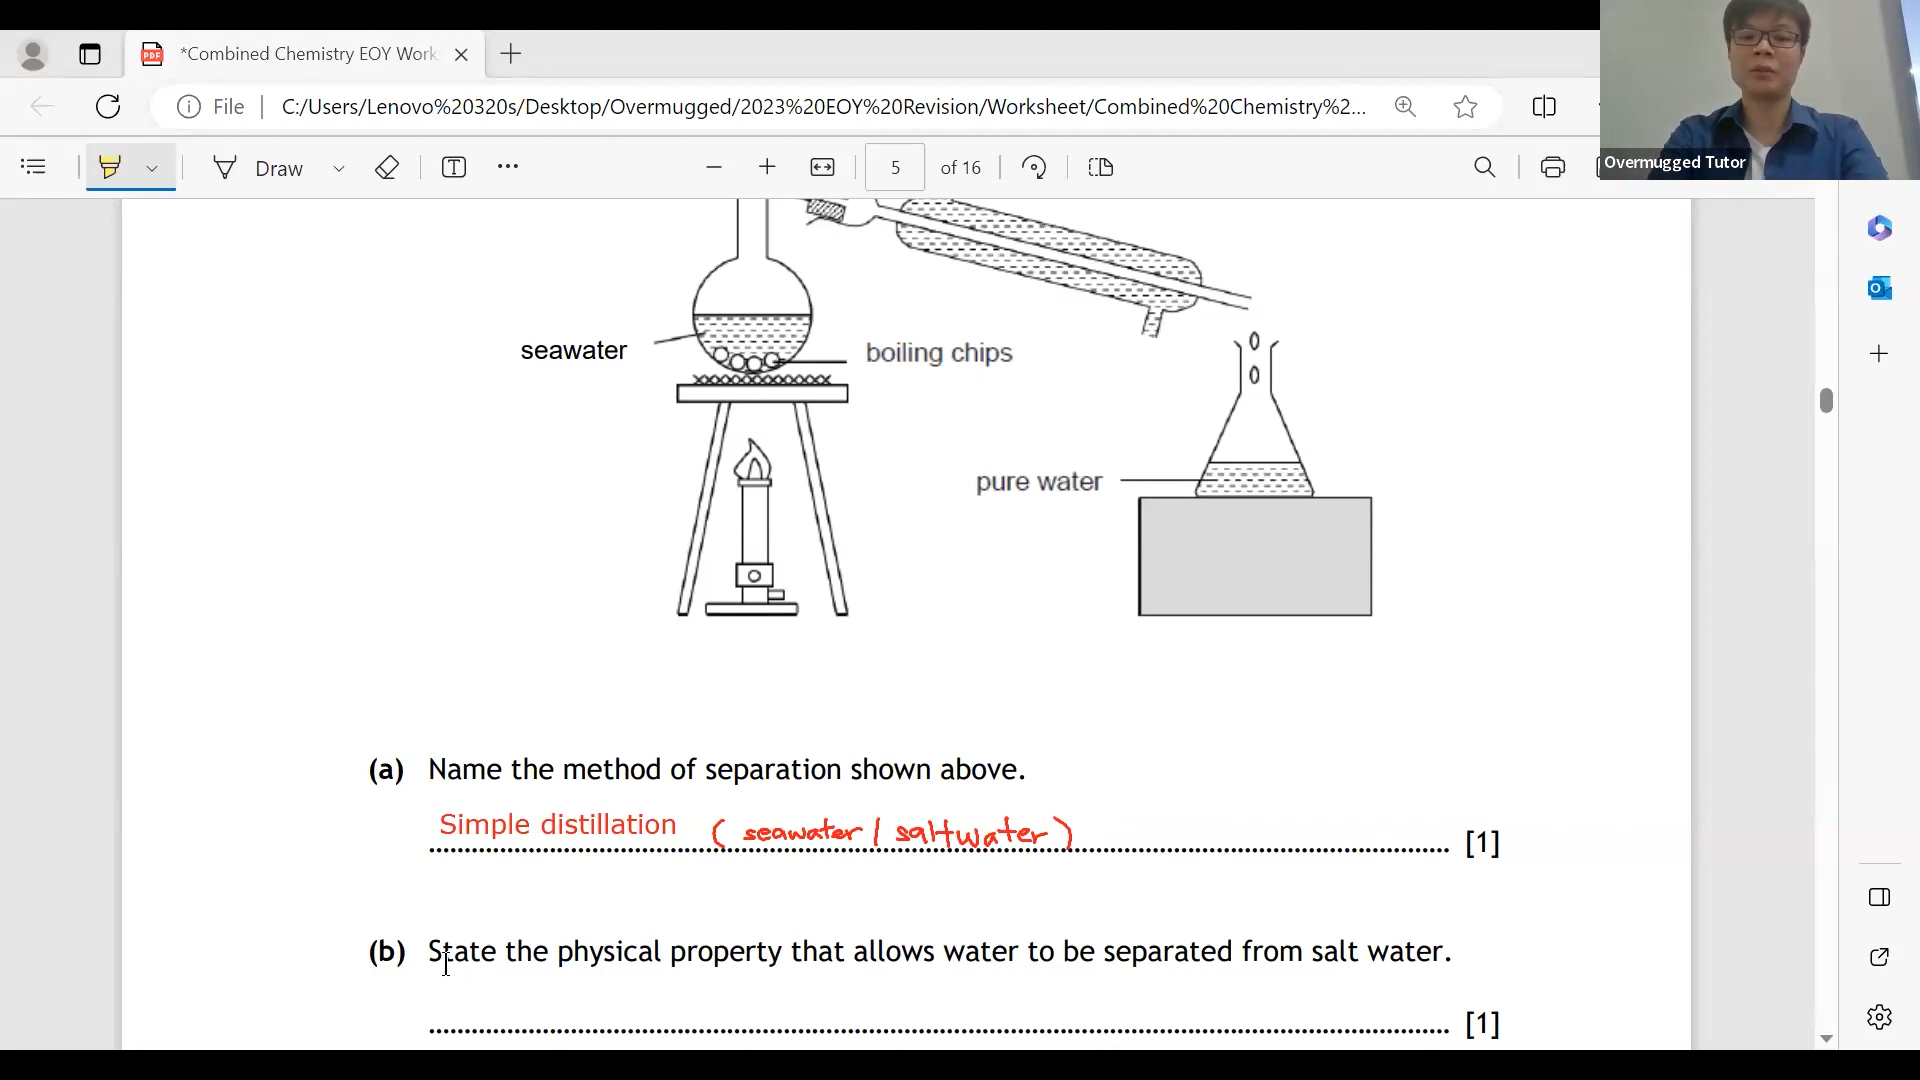 *Combined Chemistry EOY Work
File
C:/Users/Lenovo%20320s/Desktop/Overmugged/2023%20EOY%20Revision/Worksheet/Combined%20Chemistry%2...
Overmugged Tutor
Draw
5 of 16
seawater
boiling chips
pure water
(a) Name the method of separation shown above.
Simple distillation (seawater / saltwater)
[1]
(b) State the physical property that allows water to be separated from salt water.
[1]